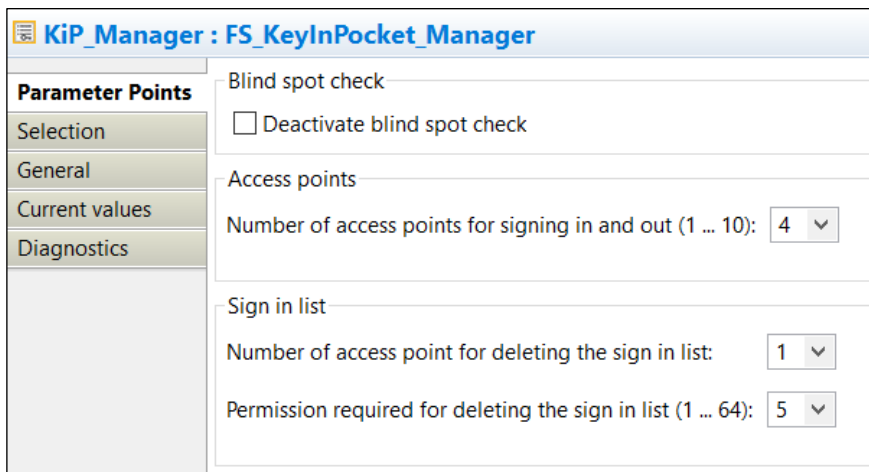 KiP_Manager : FS_KeyInPocket_Manager
Parameter Points
Selection
General
Current values
Diagnostics
Blind spot check
Deactivate blind spot check
Access points
Number of access points for signing in and out (1 ... 10): 4
Sign in list
Number of access point for deleting the sign in list: 1
Permission required for deleting the sign in list (1 ... 64): 5